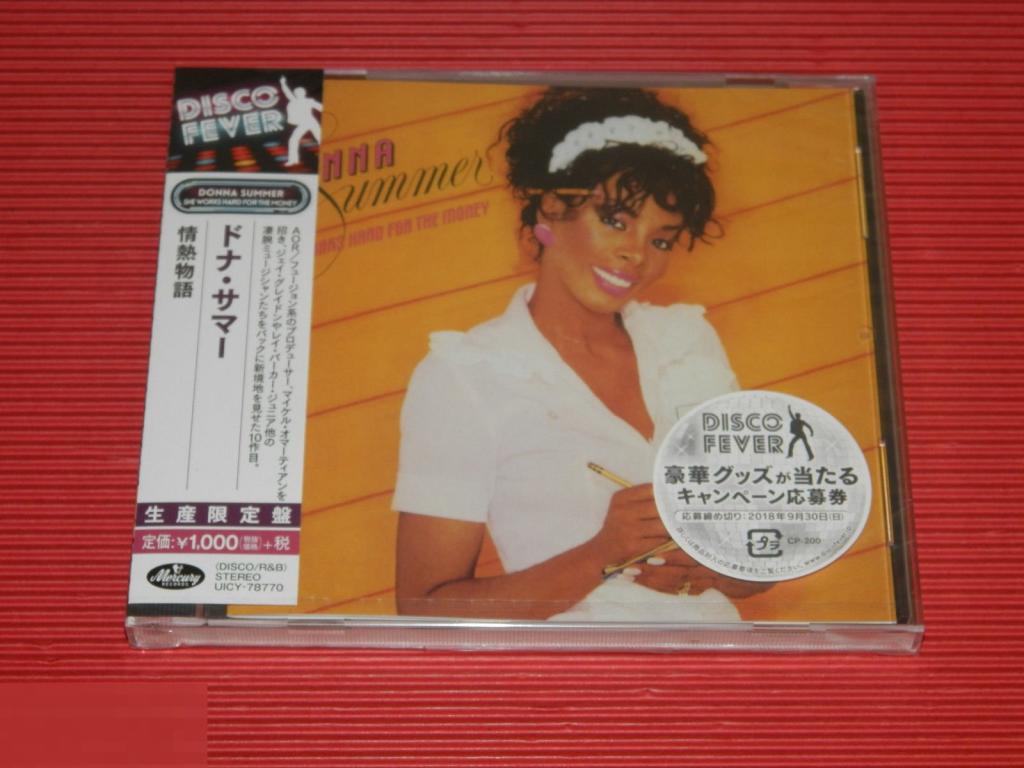 DISCO
FEVER
DONNA SUMMER
SHE WORKS HARD FOR THE MONEY
ドナ・サマー
情熱物語
AOR/フュージョン系のプロデューサー、マイケル・オマーティアンを
招き、ジェイ・グレイドンやレイ・パーカー・ジュニア他の
凄腕ミュージシャンたちをバックに新境地を見せた10作目。
生産限定盤
定価:¥1,000(税抜価格)+税
Mercury
RECORDS
(DISCO/R&B)
STEREO
UICY-78770
NNA
Summer
HARD FOR THE MONEY
DISCO
FEVER
豪華グッズが当たる
キャンペーン応募券
応募締め切り:2018年9月30日(日)
プラ
CP-200